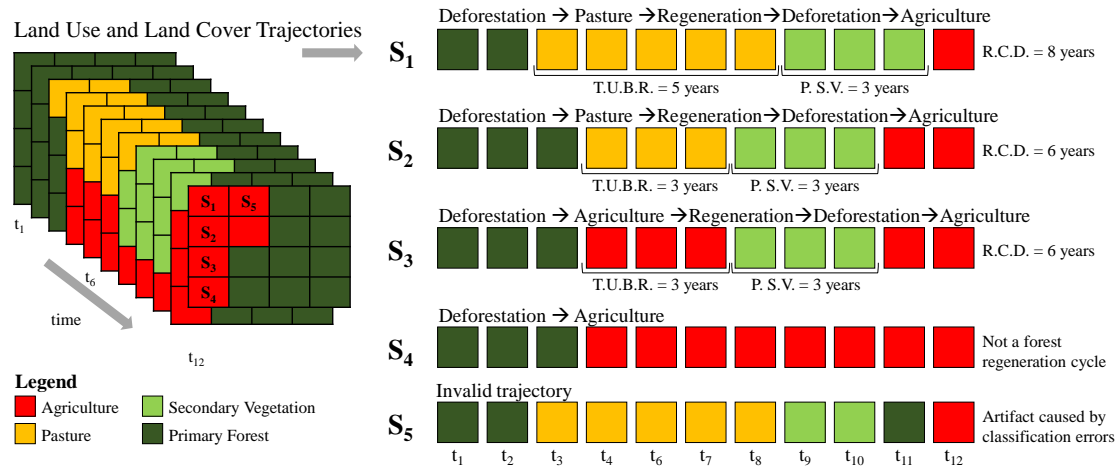 Land Use and Land Cover Trajectories
t1
t6
time
t12
S1 S5
S2
S3
S4
Legend
Agriculture
Secondary Vegetation
Pasture
Primary Forest
Deforestation → Pasture →Regeneration→Deforetation→Agriculture
S1
R.C.D. = 8 years
T.U.B.R. = 5 years
P. S.V. = 3 years
Deforestation → Pasture →Regeneration→Deforestation→Agriculture
S2
R.C.D. = 6 years
T.U.B.R. = 3 years
P. S.V. = 3 years
Deforestation → Agriculture →Regeneration→Deforestation→Agriculture
S3
R.C.D. = 6 years
T.U.B.R. = 3 years
P. S.V. = 3 years
Deforestation → Agriculture
S4
Not a forest
regeneration cycle
Invalid trajectory
S5
Artifact caused by
classification errors
t1 t2 t3 t4 t6 t7 t8 t9 t10 t11 t12